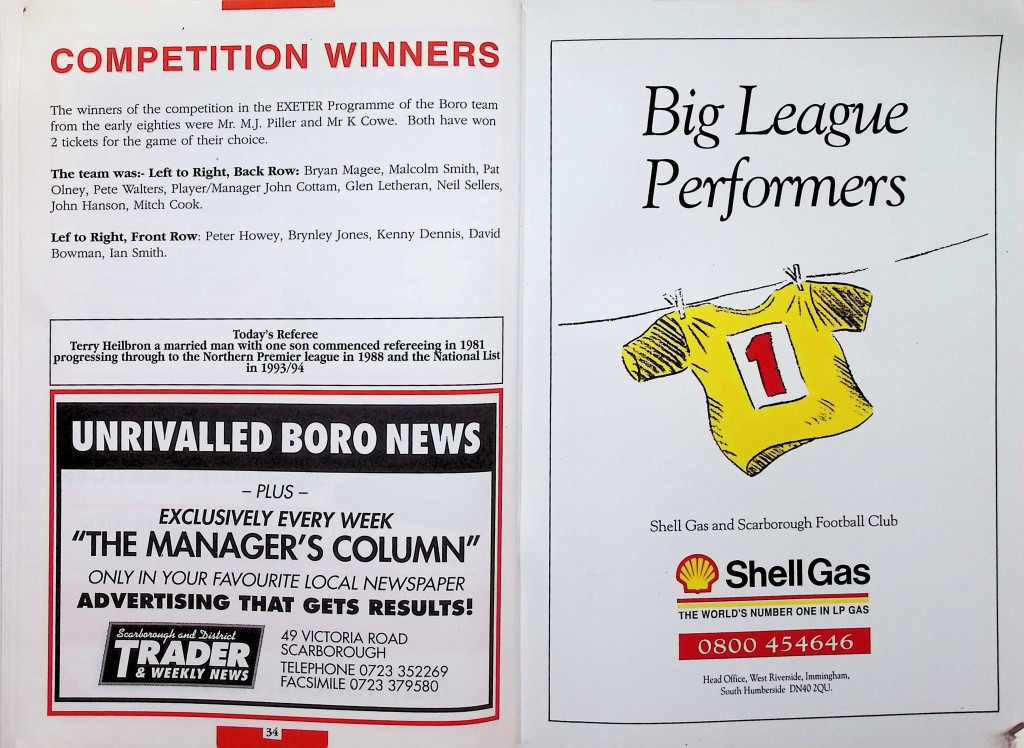 COMPETITION WINNERS
The winners of the competition in the EXETER Programme of the Boro team
from the early eighties were Mr. M.J. Piller and Mr K Cowe. Both have won
2 tickets for the game of their choice.
The team was:- Left to Right, Back Row: Bryan Magee, Malcolm Smith, Pat
Olney, Pete Walters, Player/Manager John Cottam, Glen Letheran, Neil Sellers,
John Hanson, Mitch Cook.
Lef to Right, Front Row: Peter Howey, Brynley Jones, Kenny Dennis, David
Bowman, Ian Smith.
Today's Referee
Terry Heilbron a married man with one son commenced refereeing in 1981
progressing through to the Northern Premier league in 1988 and the National List
in 1993/94
UNRIVALLED BORO NEWS
– PLUS –
EXCLUSIVELY EVERY WEEK
"THE MANAGER'S COLUMN"
ONLY IN YOUR FAVOURITE LOCAL NEWSPAPER
ADVERTISING THAT GETS RESULTS!
Scarborough and District
TRADER
& WEEKLY NEWS
49 VICTORIA ROAD
SCARBOROUGH
TELEPHONE 0723 352269
FACSIMILE 0723 379580
34
Big League
Performers
1
Shell Gas and Scarborough Football Club
Shell Gas
THE WORLD'S NUMBER ONE IN LP GAS
0800 454646
Head Office, West Riverside, Immingham,
South Humberside DN40 2QU.